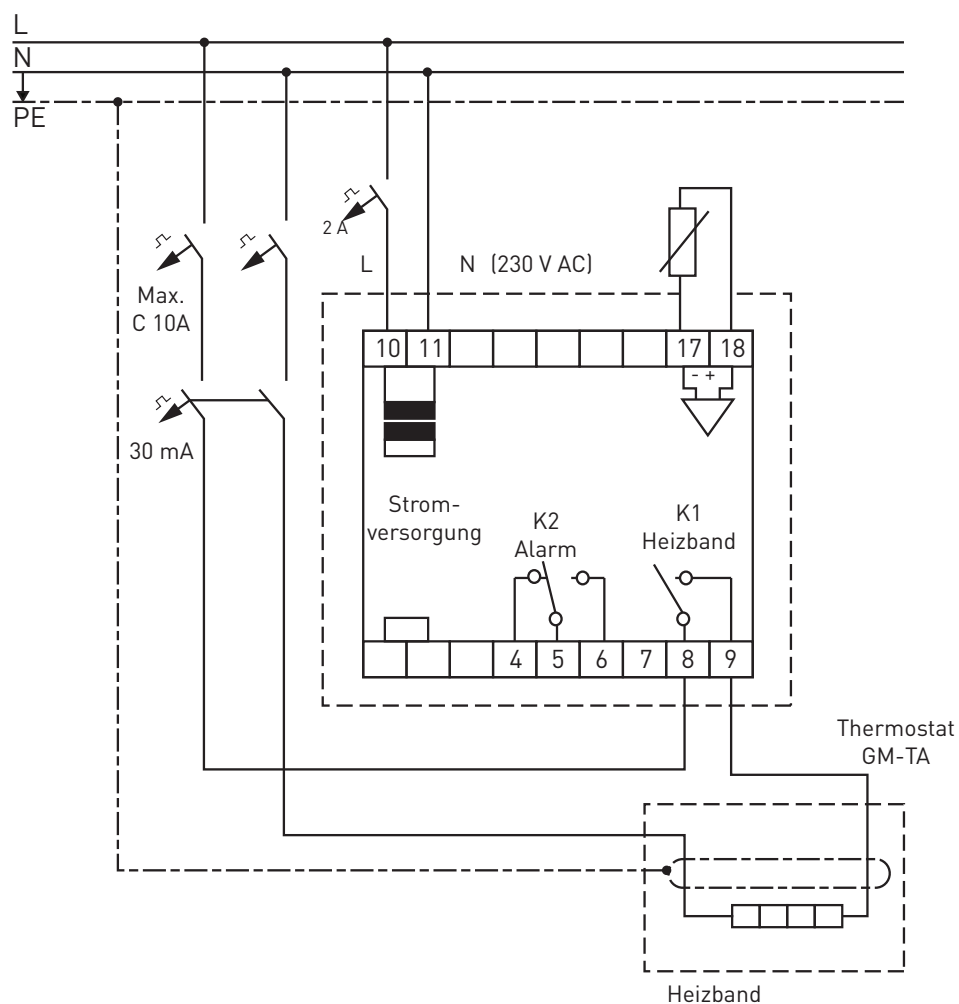 L
N
PE
2 A
L
N (230 V AC)
Max.
C 10A
10 11 17 18
- +
30 mA
Strom-
versorgung
K2
Alarm
K1
Heizband
4 5 6 7 8 9
Thermostat
GM-TA
Heizband